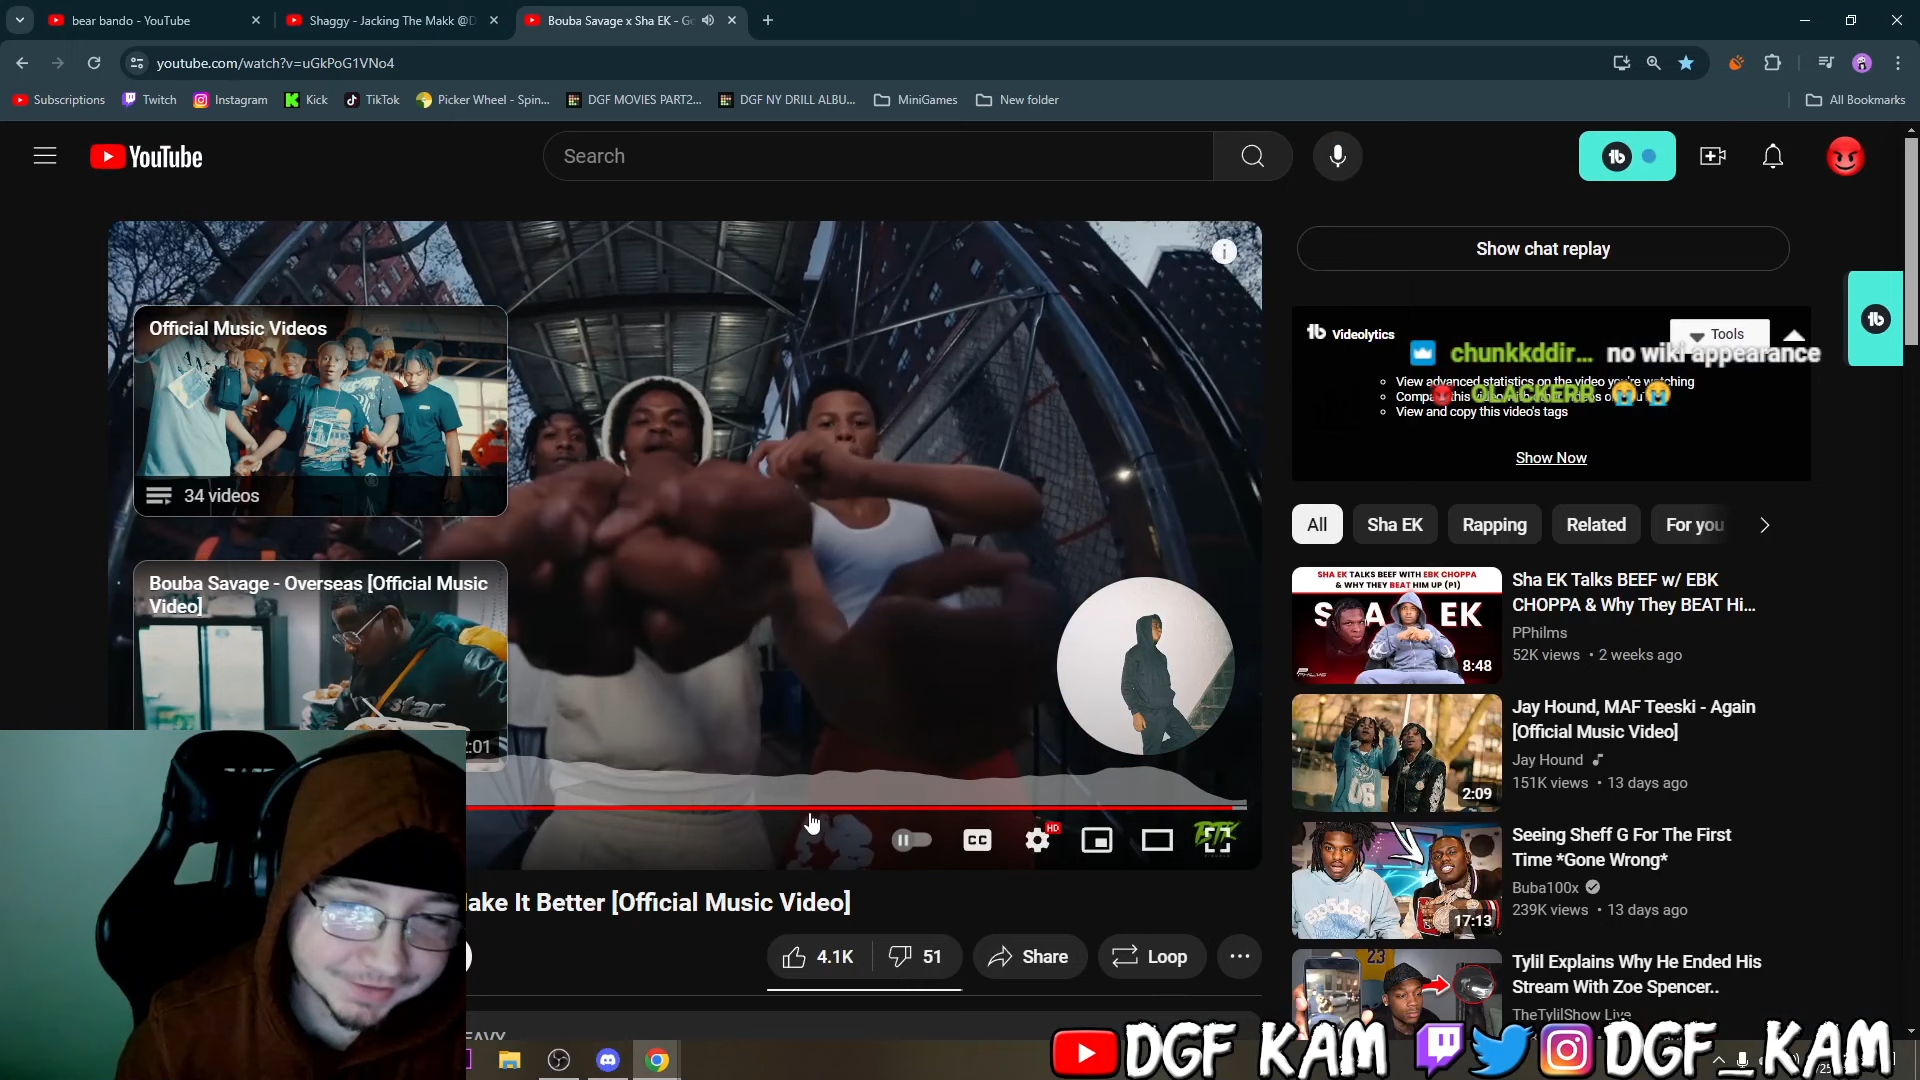 bear bando - YouTube
Shaggy - Jacking The Makk @D
Bouba Savage x Sha EK - Go
youtube.com/watch?v=uGkPoG1VNo4
Subscriptions
Twitch
Instagram
Kick
TikTok
Picker Wheel - Spin...
DGF MOVIES PART2...
DGF NY DRILL ALBU...
MiniGames
New folder
All Bookmarks
YouTube
Search
Show chat replay
Official Music Videos
34 videos
Bouba Savage - Overseas [Official Music
Video]
:01
Videolytics
Tools
chunkkddir... no wiki appearance
View advanced statistics on the video you're watching
QLACKERR
View and copy this video's tags
Show Now
All
Sha EK
Rapping
Related
For you
SHA EK TALKS BEEF WITH EBK CHOPPA
& WHY THEY BEAT HIM UP (P1)
SHA EK
8:48
Sha EK Talks BEEF w/ EBK
CHOPPA & Why They BEAT Hi...
PPhilms
52K views • 2 weeks ago
2:09
Jay Hound, MAF Teeski - Again
[Official Music Video]
Jay Hound
151K views • 13 days ago
17:13
Seeing Sheff G For The First
Time *Gone Wrong*
Buba100x
239K views • 13 days ago
23
Tylil Explains Why He Ended His
Stream With Zoe Spencer..
TheTylilShow Live
CC
HD
ake It Better [Official Music Video]
4.1K
51
Share
Loop
DGF KAM
DGF_KAM